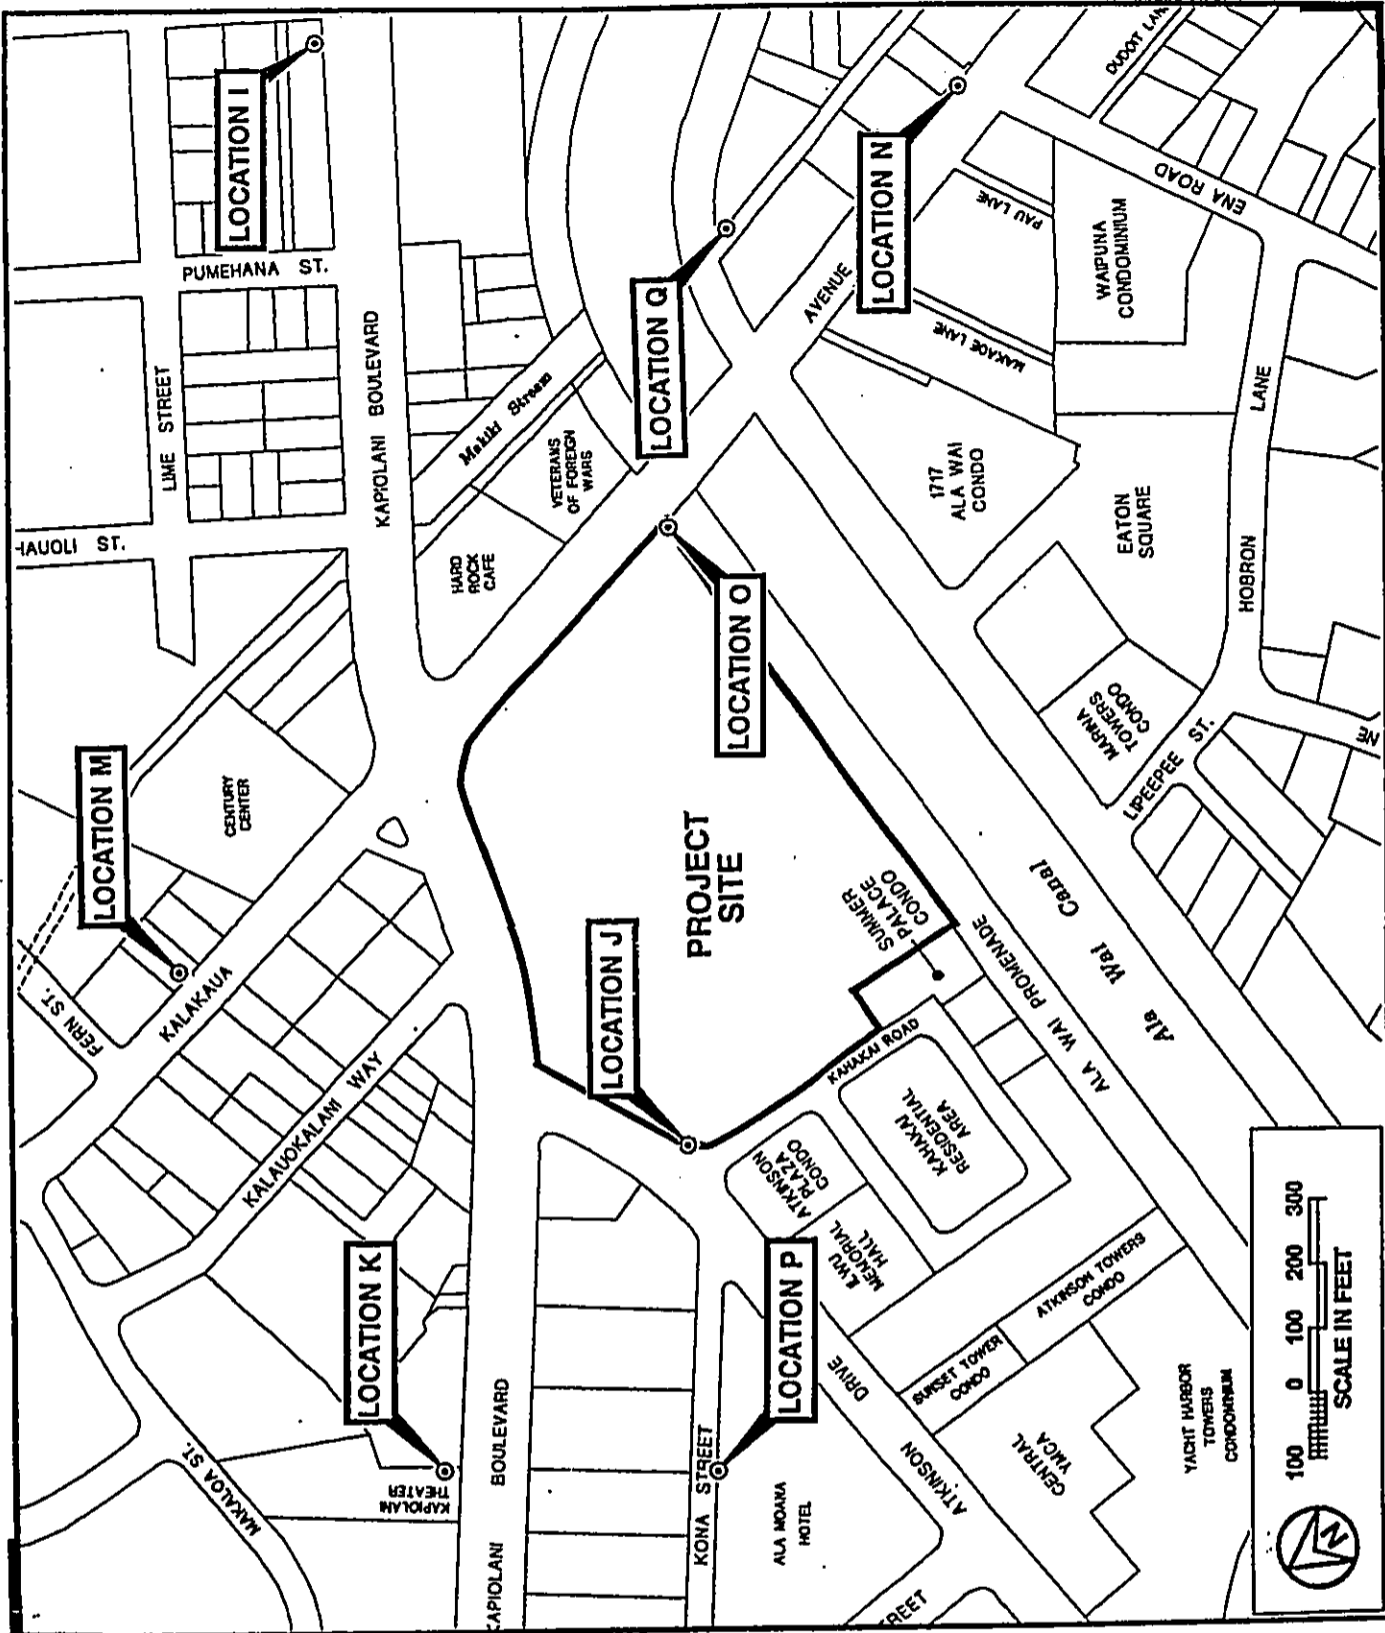 LOCATION I
PUMEHANA ST.
LIME STREET
KAPIOLANI BOULEVARD
HAUOLI ST.
Makiki Stream
VETERANS
OF FOREIGN
WARS
HARD
ROCK
CAFE
LOCATION Q
LOCATION N
DUDOIT LANE
ENA ROAD
PAU LANE
WAIPUNA
CONDOMINIUM
AVENUE
MAKAOE LANE
1717
ALA WAI
CONDO
EATON
SQUARE
HOBRON LANE
LOCATION O
MARINA
TOWERS
CONDO
LIPEEPEE ST.
NE
LOCATION M
CENTURY
CENTER
FERN ST.
KALAKAUA
KALAUOKALANI WAY
PROJECT
SITE
LOCATION J
SUMMER
PALACE
CONDO
ALA WAI PROMENADE
Ala Wai Canal
KAHAKAI ROAD
KAHAKAI
RESIDENTIAL
AREA
ATKINSON
PLAZA
CONDO
ILWU
MEMORIAL
HALL
LOCATION K
KAPIOLANI
THEATER
MAKALOA ST.
KAPIOLANI BOULEVARD
LOCATION P
KONA STREET
ALA MOANA
HOTEL
ATKINSON DRIVE
SUNSET TOWER
CONDO
ATKINSON TOWERS
CONDO
CENTRAL
YMCA
YACHT HARBOR
TOWERS
CONDOMINIUM
REET
N
100 0 100 200 300
SCALE IN FEET